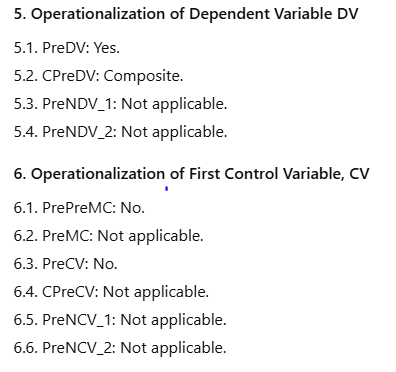 5. Operationalization of Dependent Variable DV
5.1. PreDV: Yes.
5.2. CPreDV: Composite.
5.3. PreNDV_1: Not applicable.
5.4. PreNDV_2: Not applicable.
6. Operationalization of First Control Variable, CV
6.1. PrePreMC: No.
6.2. PreMC: Not applicable.
6.3. PreCV: No.
6.4. CPreCV: Not applicable.
6.5. PreNCV_1: Not applicable.
6.6. PreNCV_2: Not applicable.